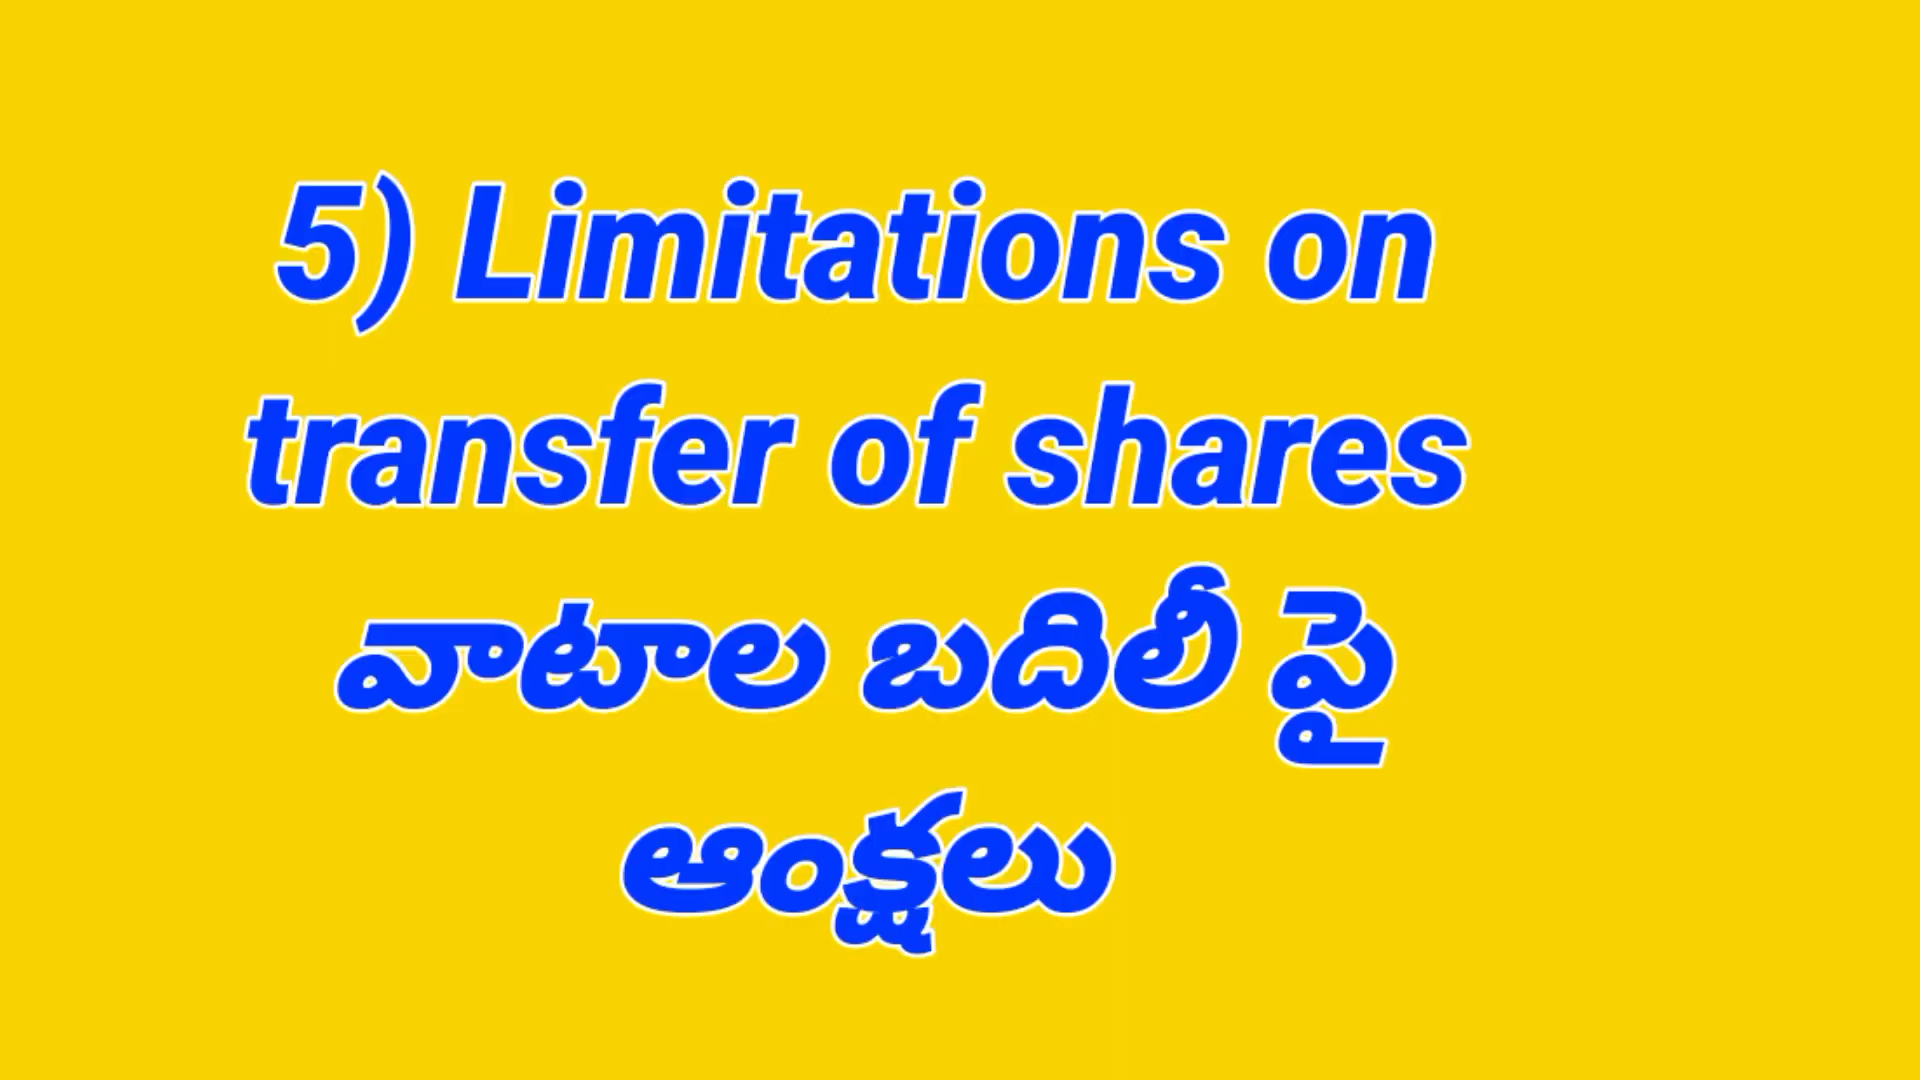 5) Limitations on
transfer of shares
వాటాల బదిలీ పై
ఆంక్షలు